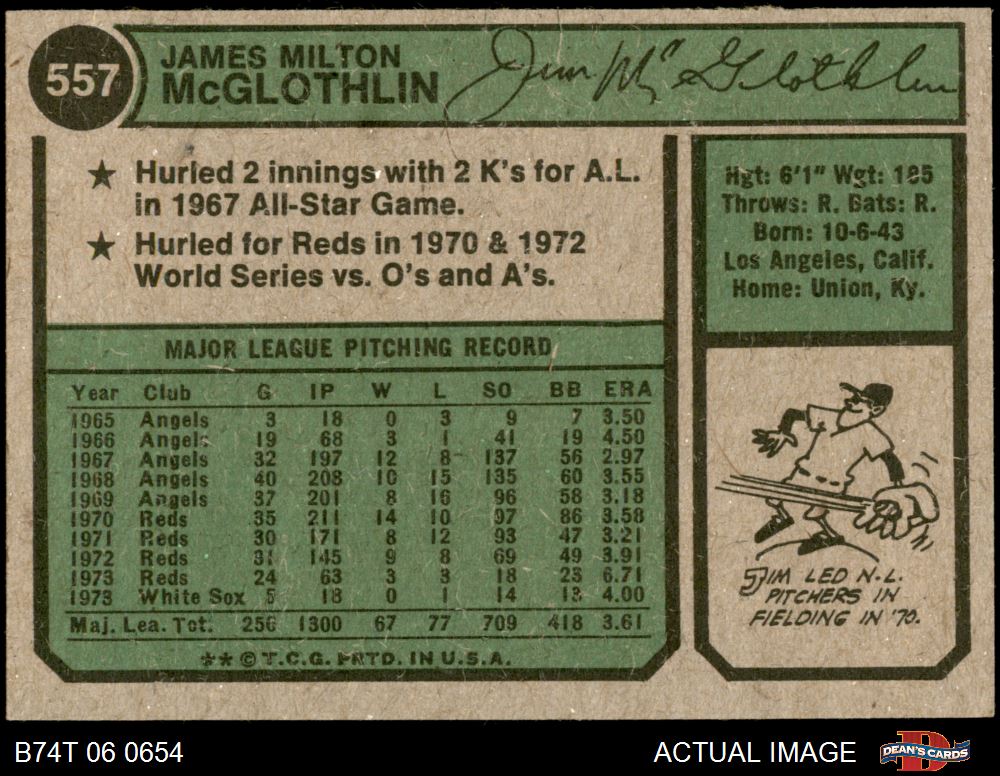 557
JAMES MILTON
McGLOTHLIN
Jim McGlothlin
★ Hurled 2 innings with 2 K's for A.L.
in 1967 All-Star Game.
★ Hurled for Reds in 1970 & 1972
World Series vs. O's and A's.
Hgt: 6'1" Wgt: 185
Throws: R. Bats: R.
Born: 10-6-43
Los Angeles, Calif.
Home: Union, Ky.
MAJOR LEAGUE PITCHING RECORD
Year Club G IP W L SO BB ERA
1965 Angels 3 18 0 3 9 7 3.50
1966 Angels 19 68 3 1 41 19 4.50
1967 Angels 32 197 12 8 137 56 2.97
1968 Angels 40 208 10 15 135 60 3.55
1969 Angels 37 201 8 16 96 58 3.18
1970 Reds 35 211 14 10 97 86 3.58
1971 Reds 30 171 8 12 93 47 3.21
1972 Reds 31 145 9 8 69 49 3.91
1973 Reds 24 63 3 3 18 23 6.71
1973 White Sox 5 18 0 1 14 13 4.00
Maj. Lea. Tot. 256 1300 67 77 709 418 3.61
** © T.C.G. PRTD. IN U.S.A.
JIM LED N.L.
PITCHERS IN
FIELDING IN '70.
B74T 06 0654
ACTUAL IMAGE
DEAN'S CARDS